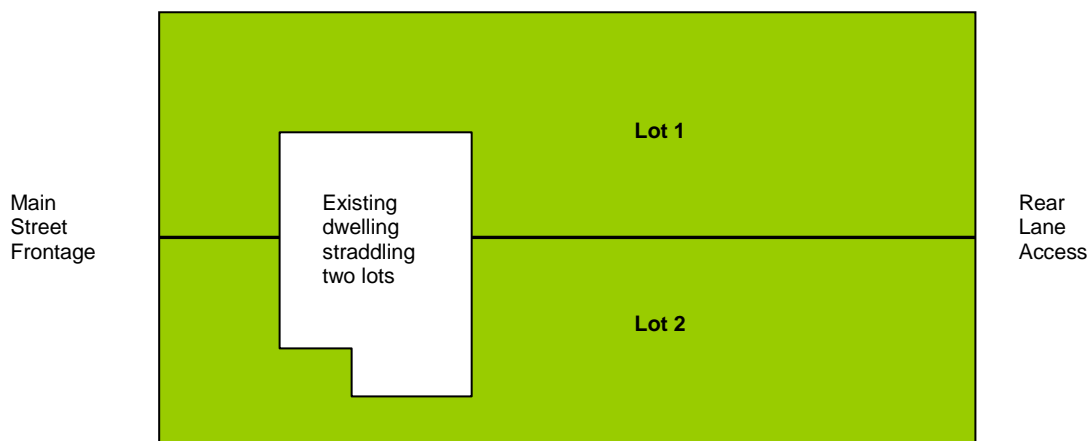 Main
Street
Frontage
Existing
dwelling
straddling
two lots
Lot 1
Lot 2
Rear
Lane
Access